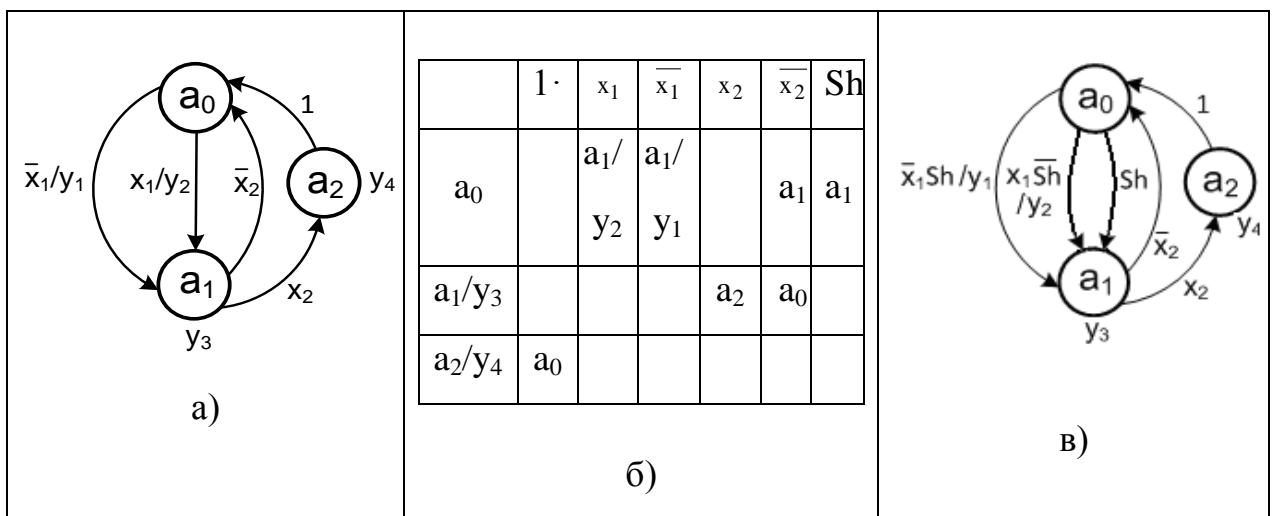 a₀
1
x̅₁/y₁
x₁/y₂
x̅₂
a₂
y₄
a₁
x₂
y₃
а)
1· x₁ x̅₁ x₂ x̅₂ Sh
a₀ a₁/y₂ a₁/y₁ a₁ a₁
a₁/y₃ a₂ a₀
a₂/y₄ a₀
б)
a₀
1
x̅₁Sh/y₁
x₁S̅h̅
/y₂
Sh
a₂
y₄
x̅₂
a₁
x₂
y₃
в)